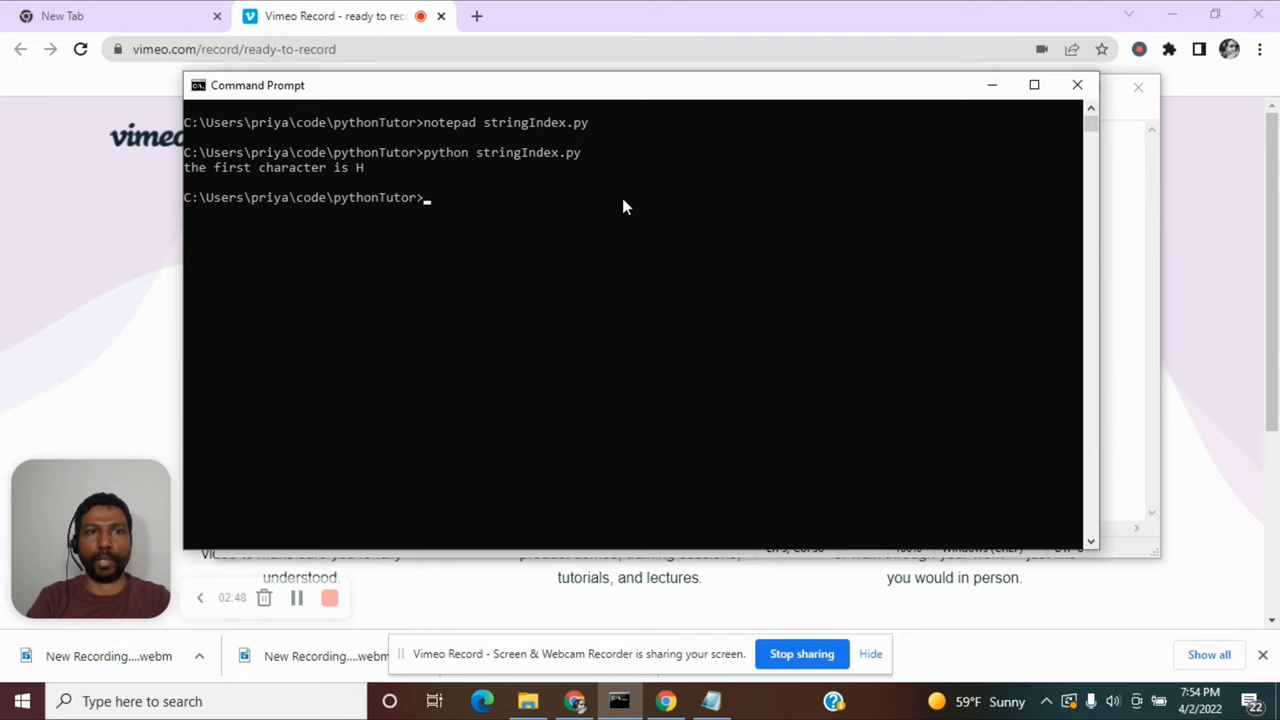 New Tab
Vimeo Record - ready to rec
vimeo.com/record/ready-to-record
Command Prompt
vimeo
C:\Users\priya\code\pythonTutor>notepad stringIndex.py
C:\Users\priya\code\pythonTutor>python stringIndex.py
the first character is H
C:\Users\priya\code\pythonTutor>
understood.
tutorials, and lectures.
you would in person.
02:48
New Recording....webm
New Recording....webm
Vimeo Record - Screen & Webcam Recorder is sharing your screen.
Stop sharing
Hide
Show all
Type here to search
59°F Sunny
7:54 PM
4/2/2022
22